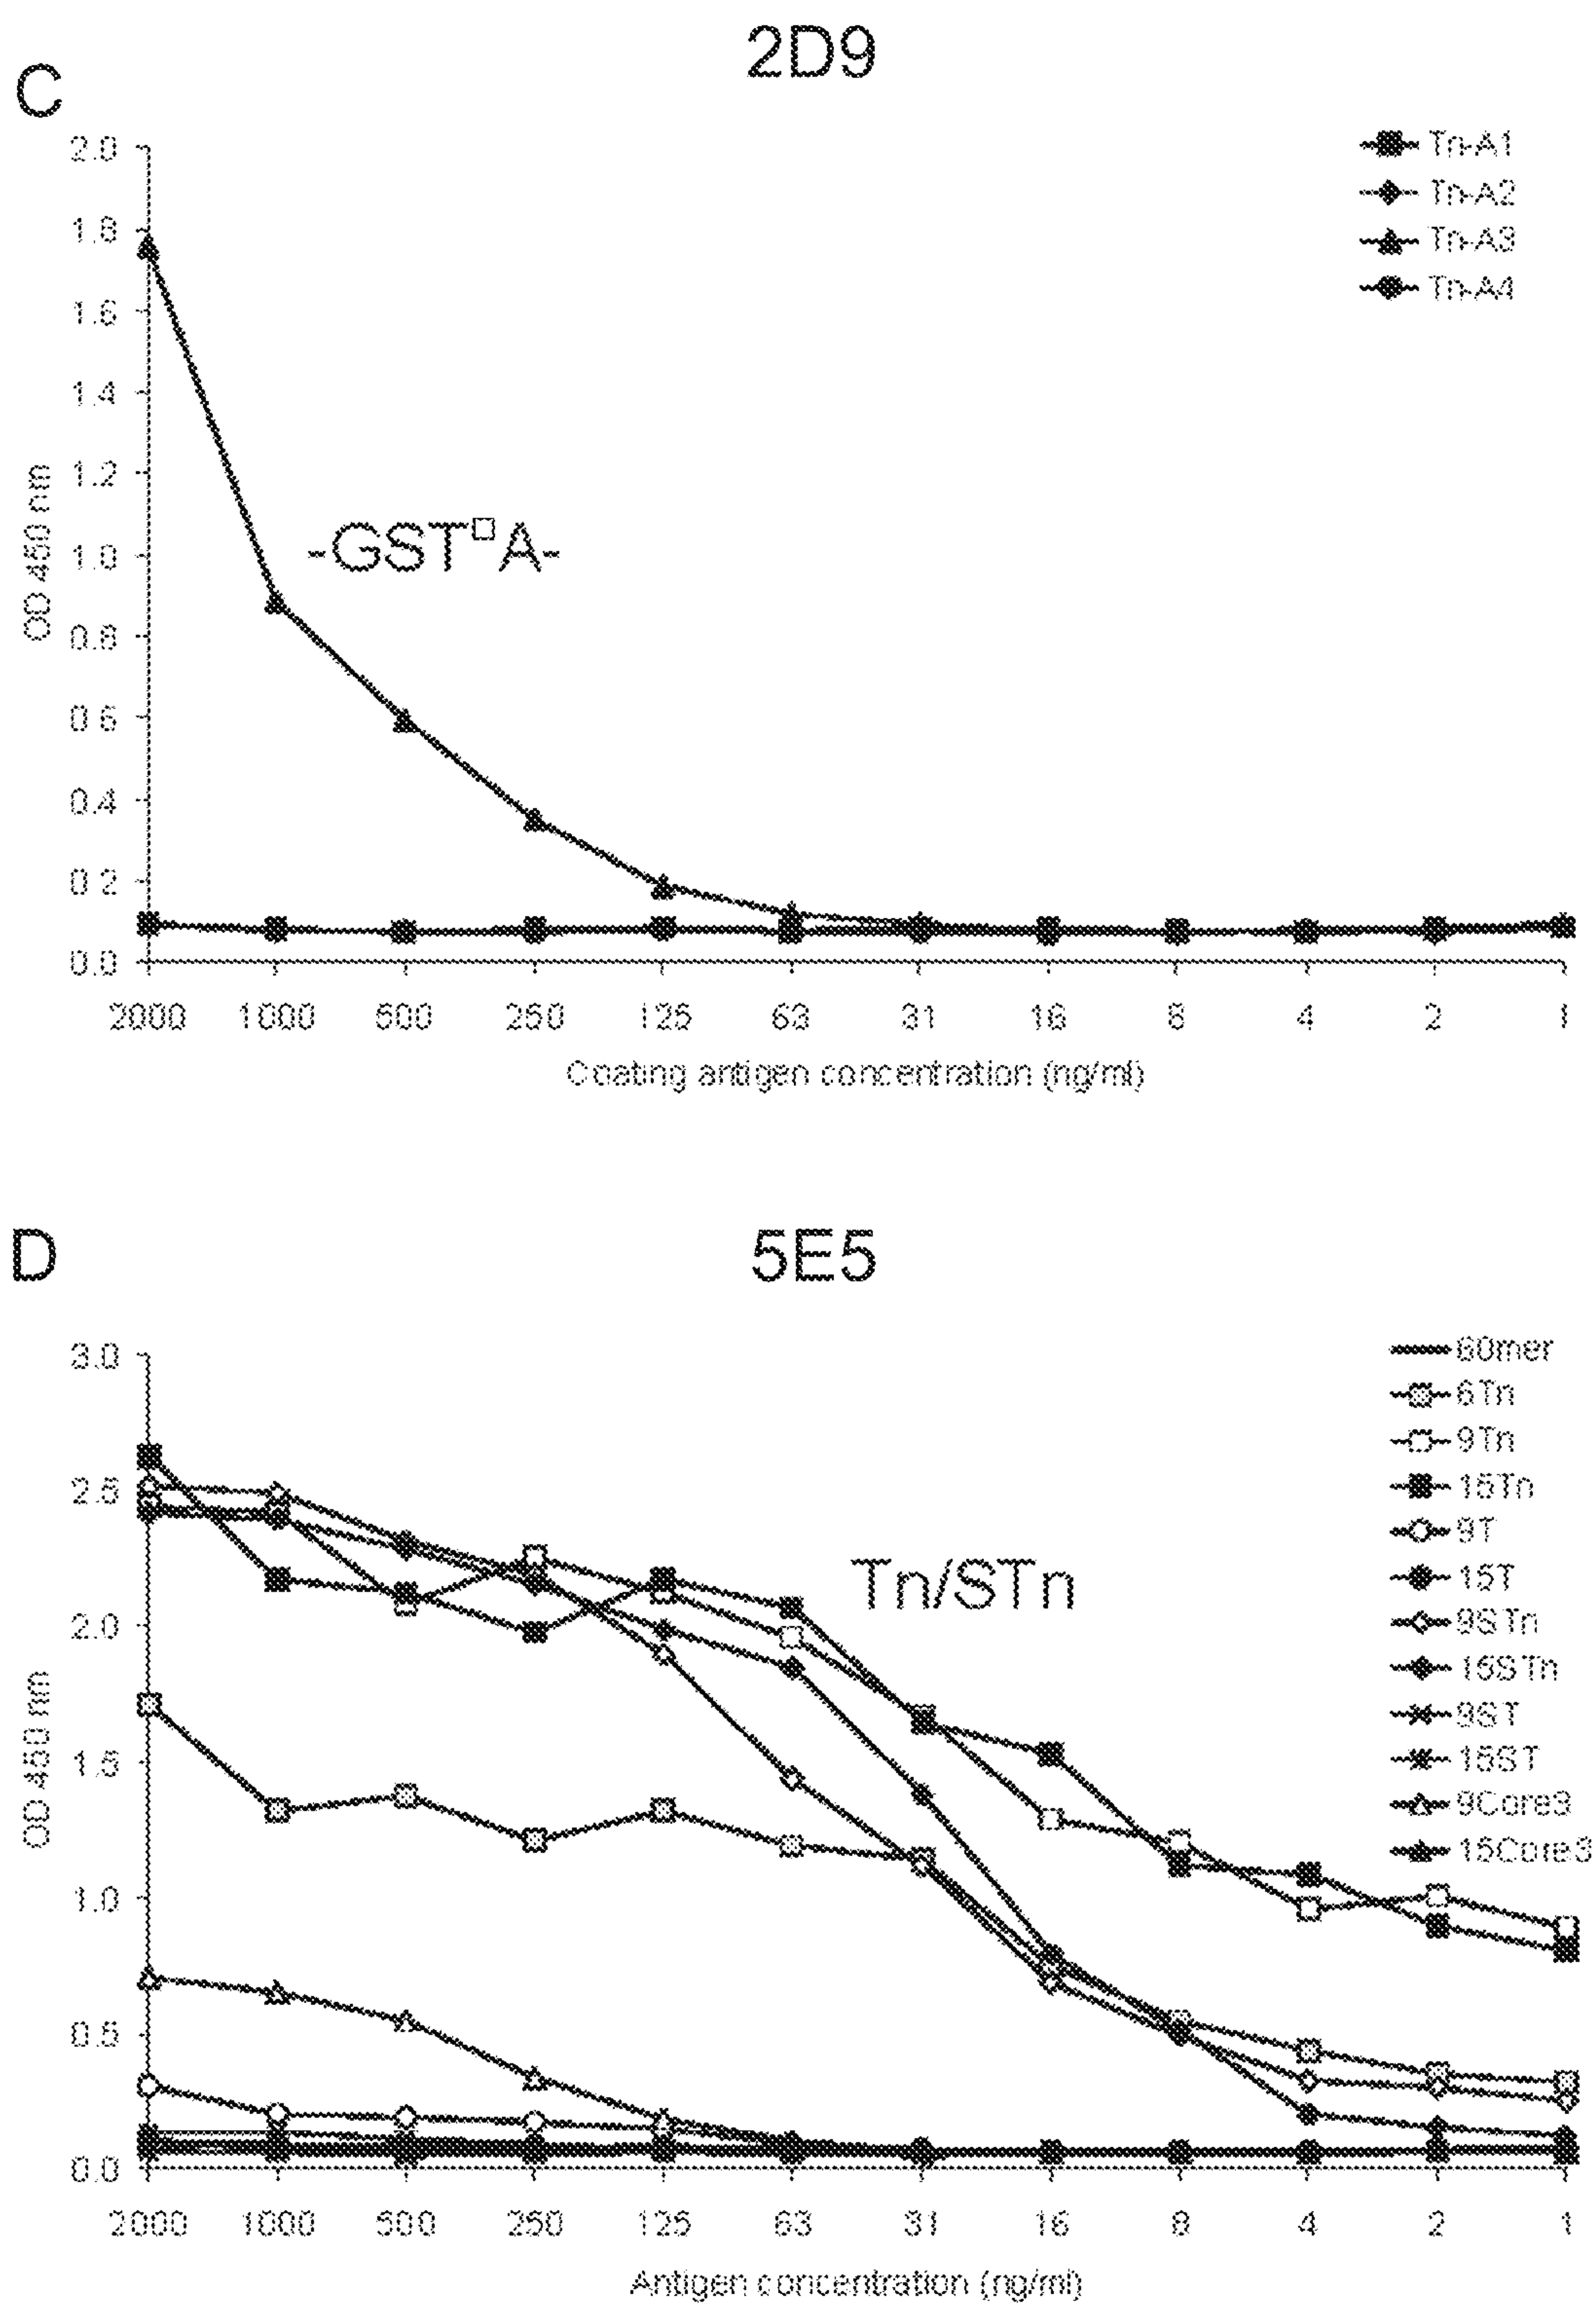 C
2D9
2.0
1.8
1.6
1.4
1.2
1.0
0.8
0.6
0.4
0.2
0.0
OD 450 nm
Tn-A1
Tn-A2
Tn-A3
Tn-A4
-GST□A-
2000 1000 500 250 125 63 31 16 8 4 2 1
Coating antigen concentration (ng/ml)
D
5E5
3.0
2.5
2.0
1.5
1.0
0.5
0.0
OD 450 nm
60mer
6Tn
9Tn
15Tn
9T
15T
9STn
15STn
9ST
15ST
9Core3
15Core3
Tn/STn
2000 1000 500 250 125 63 31 16 8 4 2 1
Antigen concentration (ng/ml)